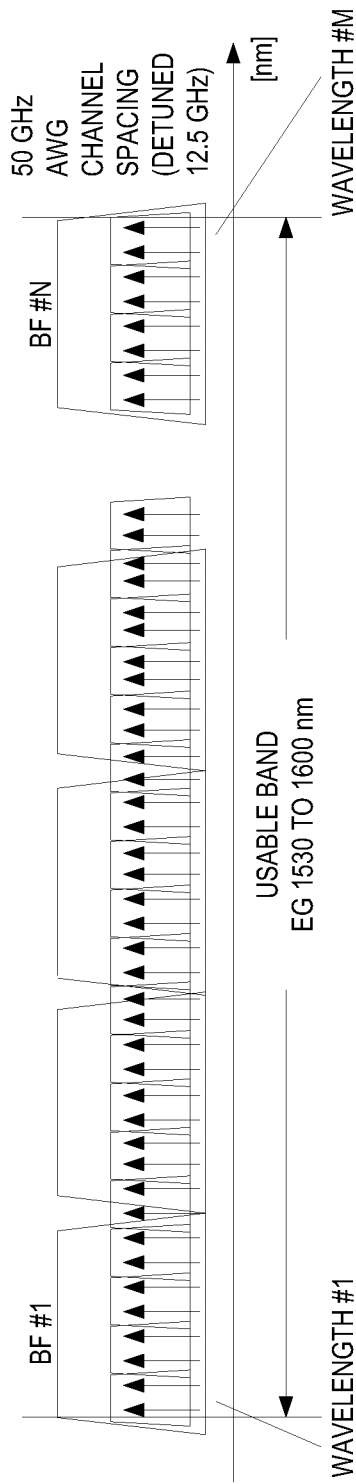 BF #1
BF #N
50 GHz
AWG
CHANNEL
SPACING
(DETUNED
12.5 GHz)
[nm]
USABLE BAND
EG 1530 TO 1600 nm
WAVELENGTH #1
WAVELENGTH #M